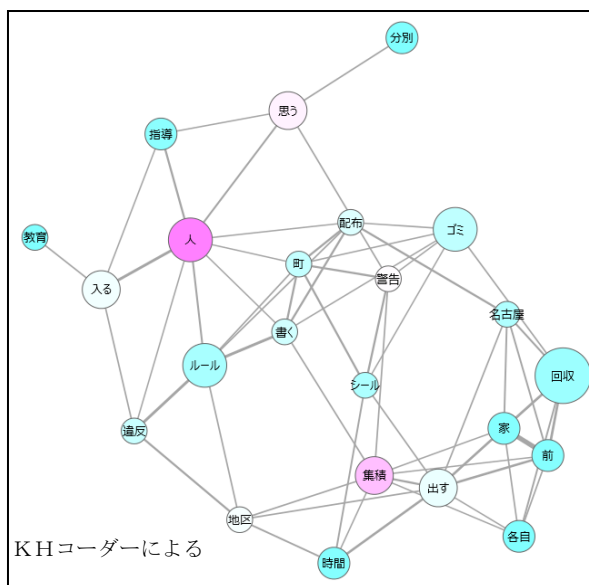 分別
思う
指導
教育
人
配布
ゴミ
町
警告
入る
名古屋
書く
ルール
シール
回収
違反
家
前
集積
出す
地区
各自
KHコーダーによる
時間